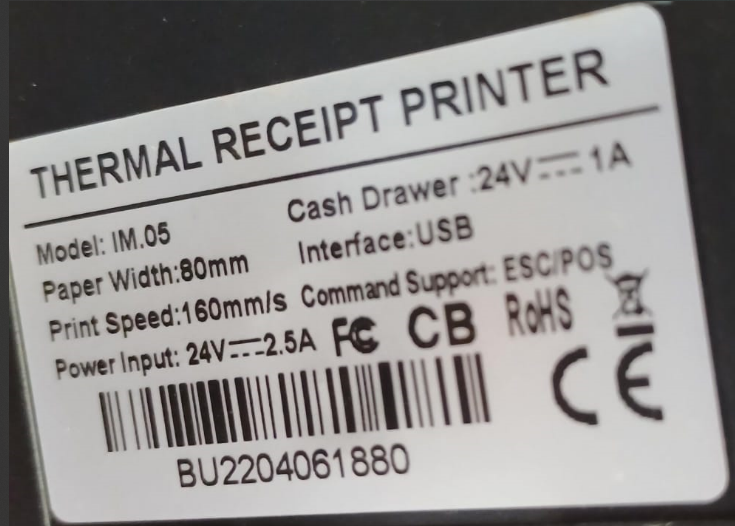 THERMAL RECEIPT PRINTER
Model: IM.05
Cash Drawer :24V⎓1A
Paper Width:80mm
Interface:USB
Print Speed:160mm/s
Command Support: ESC/POS
Power Input: 24V⎓2.5A
FC CB RoHS
CE
BU2204061880